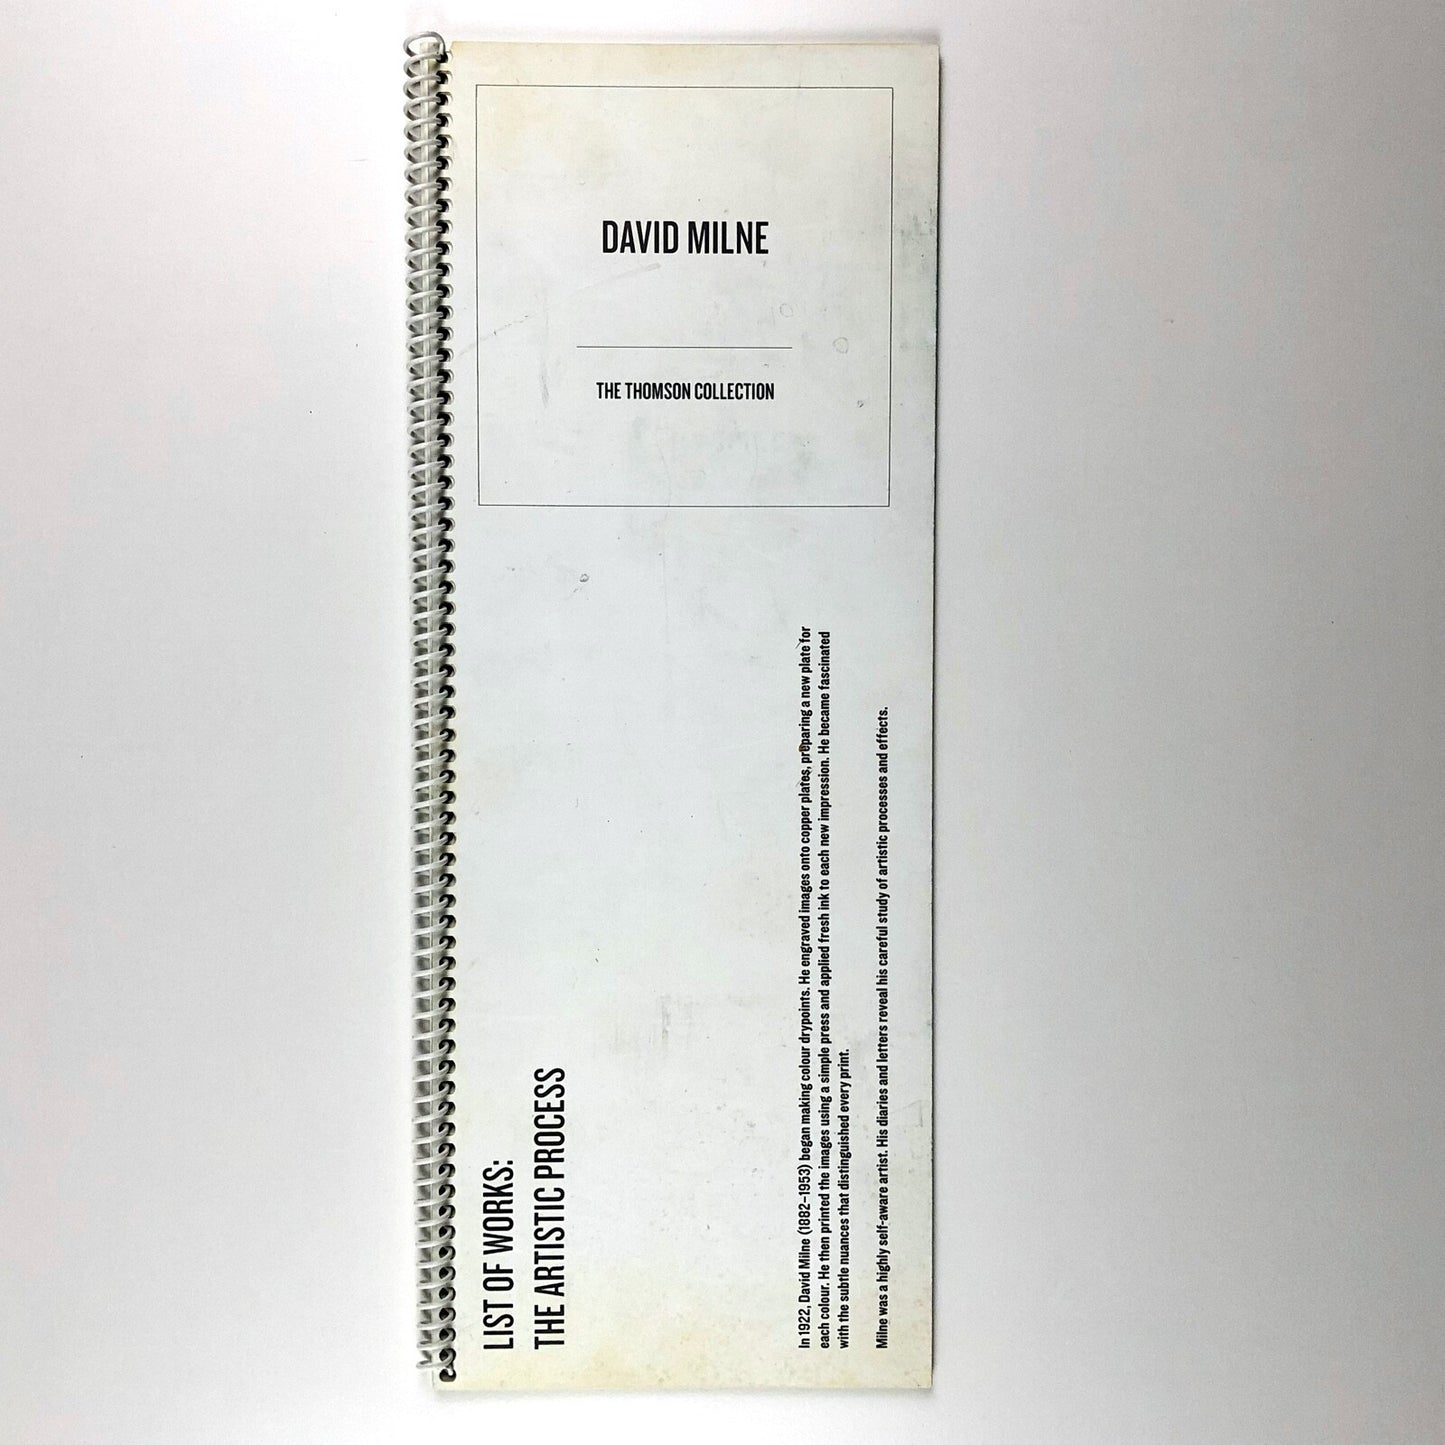 DAVID MILNE
THE THOMSON COLLECTION
LIST OF WORKS:
THE ARTISTIC PROCESS
In 1922, David Milne (1882–1953) began making colour drypoints. He engraved images onto copper plates, preparing a new plate for
each colour. He then printed the images using a simple press and applied fresh ink to each new impression. He became fascinated
with the subtle nuances that distinguished every print.
Milne was a highly self-aware artist. His diaries and letters reveal his careful study of artistic processes and effects.